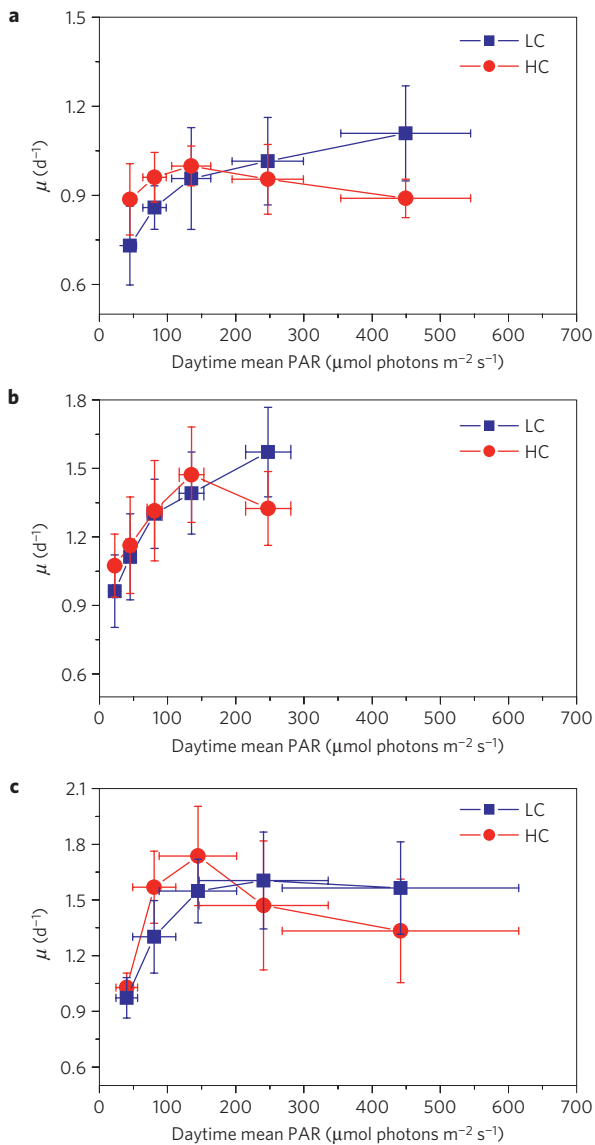 a
1.5
LC
HC
1.2
μ (d⁻¹)
0.9
0.6
0 100 200 300 400 500 600 700
Daytime mean PAR (μmol photons m⁻² s⁻¹)
b
1.8
LC
HC
1.5
μ (d⁻¹)
1.2
0.9
0.6
0 100 200 300 400 500 600 700
Daytime mean PAR (μmol photons m⁻² s⁻¹)
c
2.1
LC
HC
1.8
1.5
μ (d⁻¹)
1.2
0.9
0.6
0 100 200 300 400 500 600 700
Daytime mean PAR (μmol photons m⁻² s⁻¹)